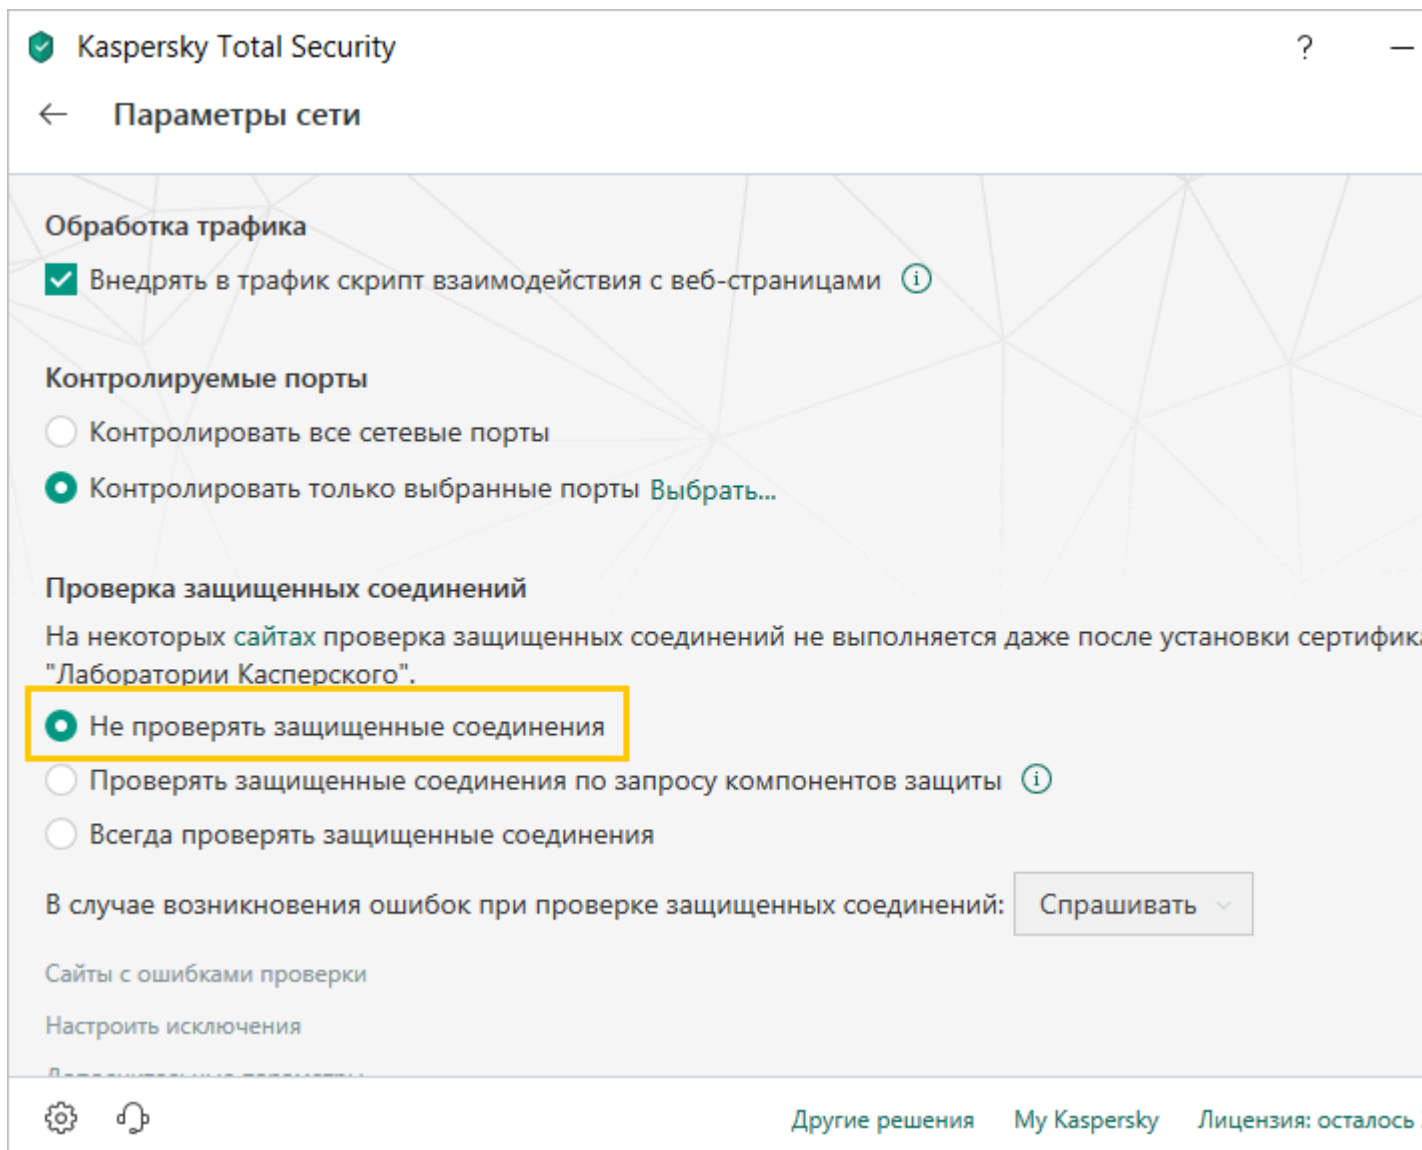 Kaspersky Total Security
?
Параметры сети
Обработка трафика
Внедрять в трафик скрипт взаимодействия с веб-страницами
Контролируемые порты
Контролировать все сетевые порты
Контролировать только выбранные порты Выбрать...
Проверка защищенных соединений
На некоторых сайтах проверка защищенных соединений не выполняется даже после установки
"Лаборатории Касперского".
Не проверять защищенные соединения
Проверять защищенные соединения по запросу компонентов защиты
Всегда проверять защищенные соединения
В случае возникновения ошибок при проверке защищенных соединений: Спрашивать
Сайты с ошибками проверки
Настроить исключения
Другие решения My Kaspersky Лицензия: осталось